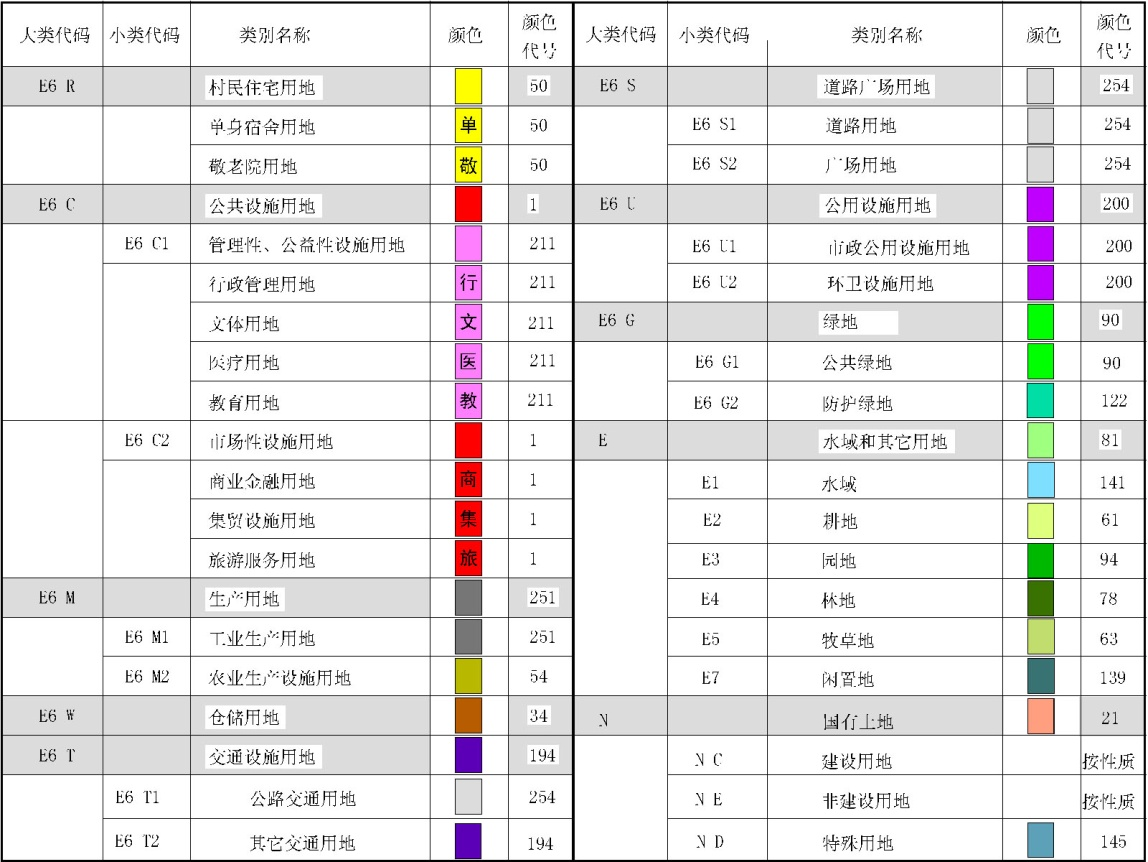 大类代码 小类代码 类别名称 颜色 颜色代号
E6 R 村民住宅用地 50
单身宿舍用地 单 50
敬老院用地 敬 50
E6 C 公共设施用地 1
E6 C1 管理性、公益性设施用地 211
行政管理用地 行 211
文体用地 文 211
医疗用地 医 211
教育用地 教 211
E6 C2 市场性设施用地 1
商业金融用地 商 1
集贸设施用地 集 1
旅游服务用地 旅 1
E6 M 生产用地 251
E6 M1 工业生产用地 251
E6 M2 农业生产设施用地 54
E6 W 仓储用地 34
E6 T 交通设施用地 194
E6 T1 公路交通用地 254
E6 T2 其它交通用地 194
大类代码 小类代码 类别名称 颜色 颜色代号
E6 S 道路广场用地 254
E6 S1 道路用地 254
E6 S2 广场用地 254
E6 U 公用设施用地 200
E6 U1 市政公用设施用地 200
E6 U2 环卫设施用地 200
E6 G 绿地 90
E6 G1 公共绿地 90
E6 G2 防护绿地 122
E 水域和其它用地 81
E1 水域 141
E2 耕地 61
E3 园地 94
E4 林地 78
E5 牧草地 63
E7 闲置地 139
N 国有土地 21
N C 建设用地 按性质
N E 非建设用地 按性质
N D 特殊用地 145